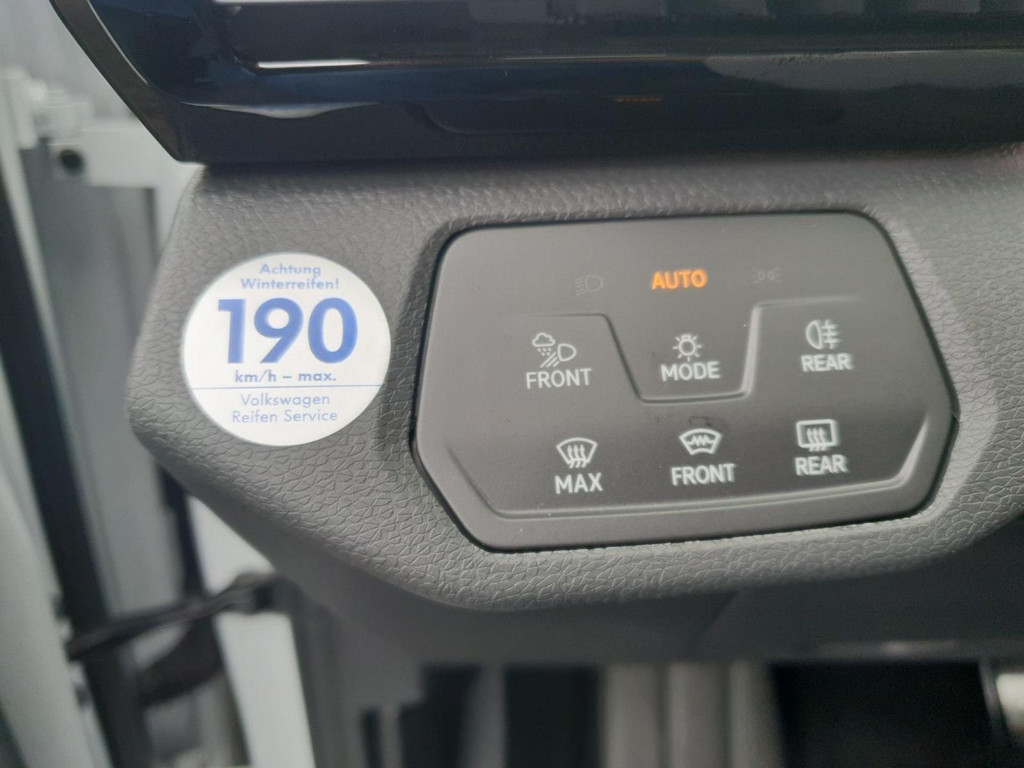 Achtung
Winterreifen!
190
km/h – max.
Volkswagen
Reifen Service
AUTO
FRONT
MODE
REAR
MAX
FRONT
REAR